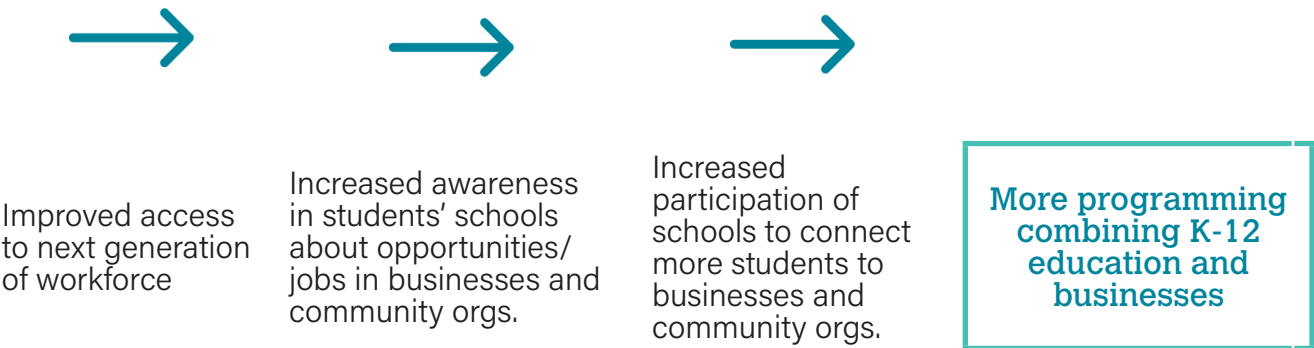 Improved access
to next generation
of workforce
Increased awareness
in students’ schools
about opportunities/
jobs in businesses and
community orgs.
Increased
participation of
schools to connect
more students to
businesses and
community orgs.
More programming
combining K-12
education and
businesses